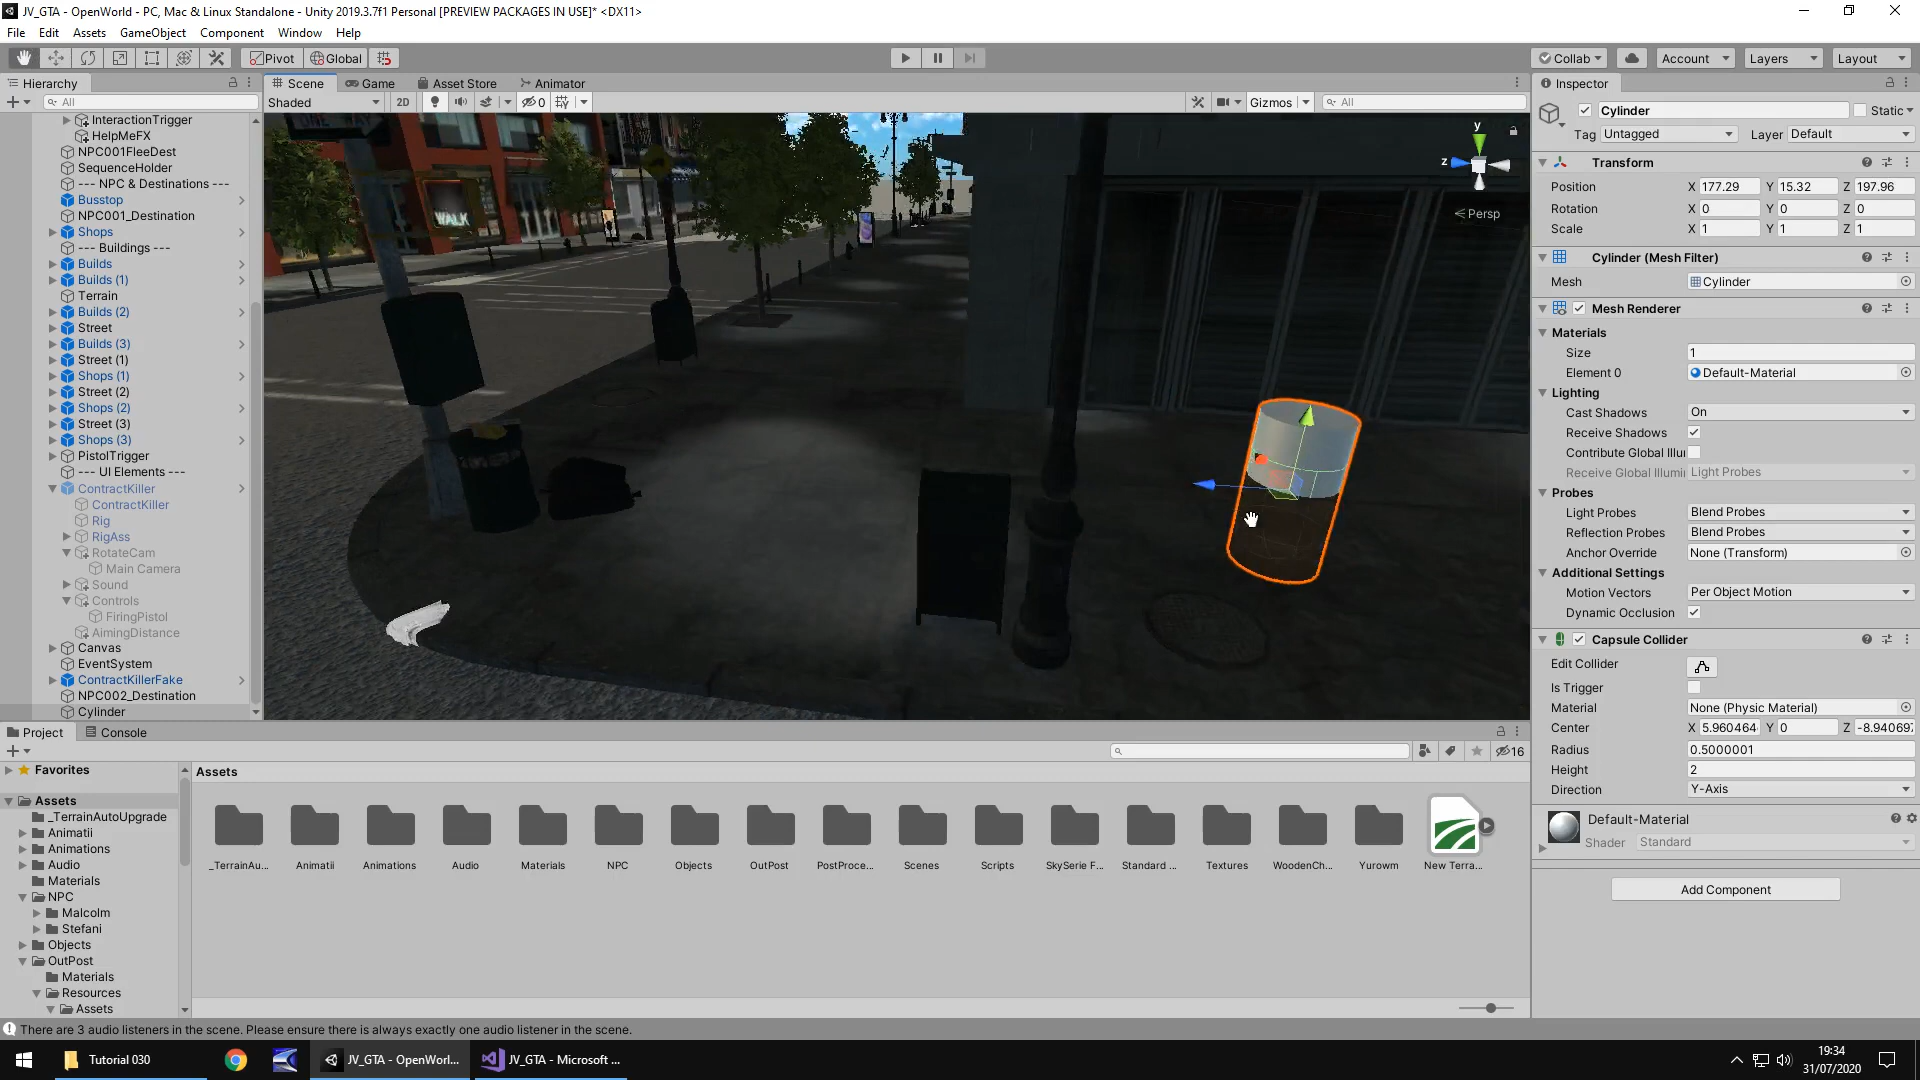 JV_GTA - OpenWorld - PC, Mac & Linux Standalone - Unity 2019.3.7f1 Personal [PREVIEW PACKAGES IN USE]* <DX11>
File Edit Assets GameObject Component Window Help
Pivot Global Collab Account Layers Layout
Hierarchy
All
InteractionTrigger
HelpMeFX
NPC001FleeDest
SequenceHolder
--- NPC & Destinations ---
Busstop
NPC001_Destination
Shops
--- Buildings ---
Builds
Builds (1)
Terrain
Builds (2)
Street
Builds (3)
Street (1)
Shops (1)
Street (2)
Shops (2)
Street (3)
Shops (3)
PistolTrigger
--- UI Elements ---
ContractKiller
ContractKiller
Rig
RigAss
RotateCam
Main Camera
Sound
Controls
FiringPistol
AimingDistance
Canvas
EventSystem
ContractKillerFake
NPC002_Destination
Cylinder
Scene Game Asset Store Animator
Shaded 2D 0 Gizmos All
WALK
y
z
Persp
Inspector
Cylinder Static
Tag Untagged Layer Default
Transform
Position X 177.29 Y 15.32 Z 197.96
Rotation X 0 Y 0 Z 0
Scale X 1 Y 1 Z 1
Cylinder (Mesh Filter)
Mesh Cylinder
Mesh Renderer
Materials
Size 1
Element 0 Default-Material
Lighting
Cast Shadows On
Receive Shadows
Contribute Global Illu
Receive Global Illumi Light Probes
Probes
Light Probes Blend Probes
Reflection Probes Blend Probes
Anchor Override None (Transform)
Additional Settings
Motion Vectors Per Object Motion
Dynamic Occlusion
Capsule Collider
Edit Collider
Is Trigger
Material None (Physic Material)
Center X 5.960464 Y 0 Z -8.940697
Radius 0.5000001
Height 2
Direction Y-Axis
Default-Material
Shader Standard
Add Component
Project Console
16
Favorites
Assets
_TerrainAutoUpgrade
Animatii
Animations
Audio
Materials
NPC
Malcolm
Stefani
Objects
OutPost
Materials
Resources
Assets
Assets
_TerrainAu... Animatii Animations Audio Materials NPC Objects OutPost PostProce... Scenes Scripts SkySerie F... Standard ... Textures WoodenCh... Yurowm New Terra...
There are 3 audio listeners in the scene. Please ensure there is always exactly one audio listener in the scene.
Tutorial 030 JV_GTA - OpenWorl... JV_GTA - Microsoft ...
19:34
31/07/2020